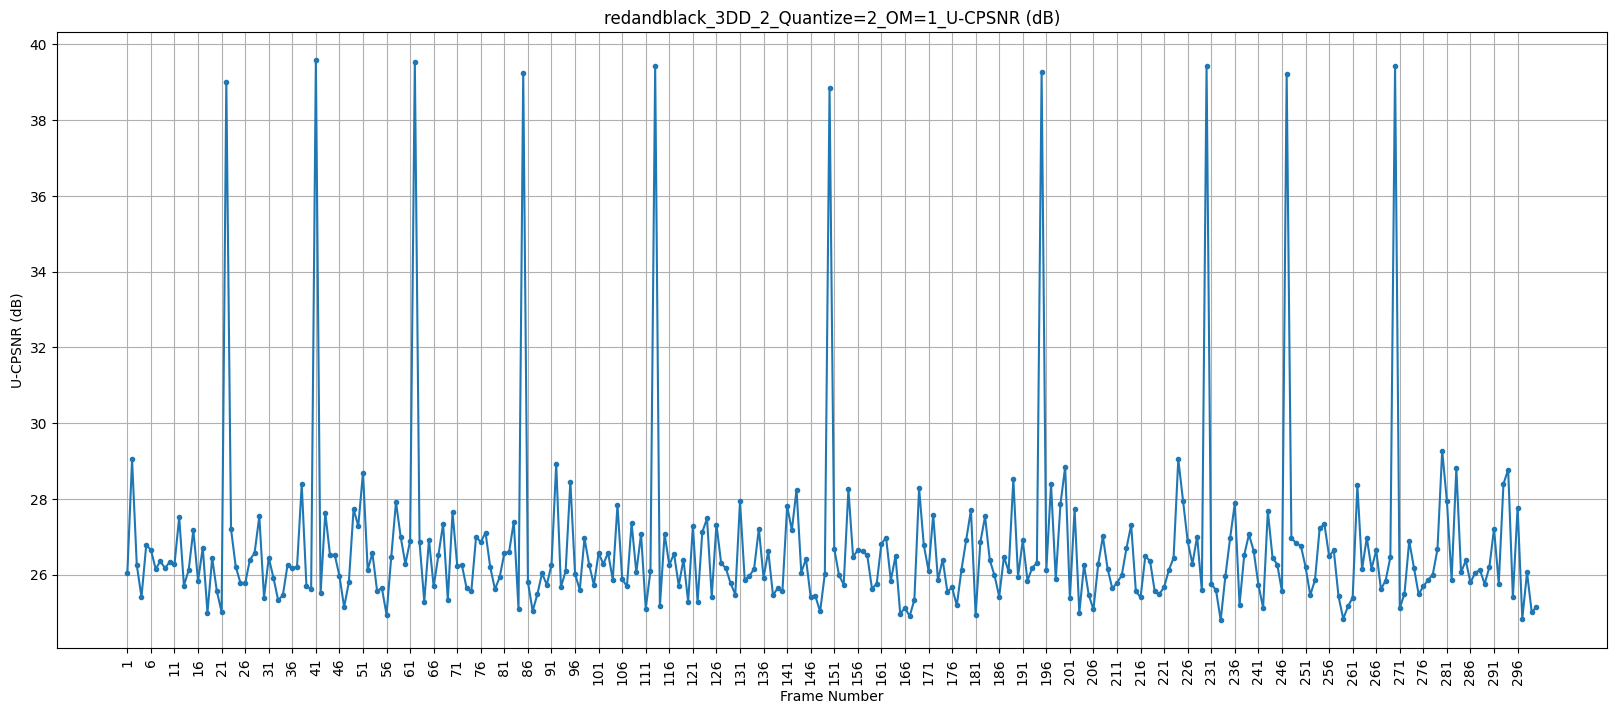 redandblack_3DD_2_Quantize=2_OM=1_U-CPSNR (dB)
U-CPSNR (dB)
40
38
36
34
32
30
28
26
1 6 11 16 21 26 31 36 41 46 51 56 61 66 71 76 81 86 91 96 101 106 111 116 121 126 131 136 141 146 151 156 161 166 171 176 181 186 191 196 201 206 211 216 221 226 231 236 241 246 251 256 261 266 271 276 281 286 291 296
Frame Number